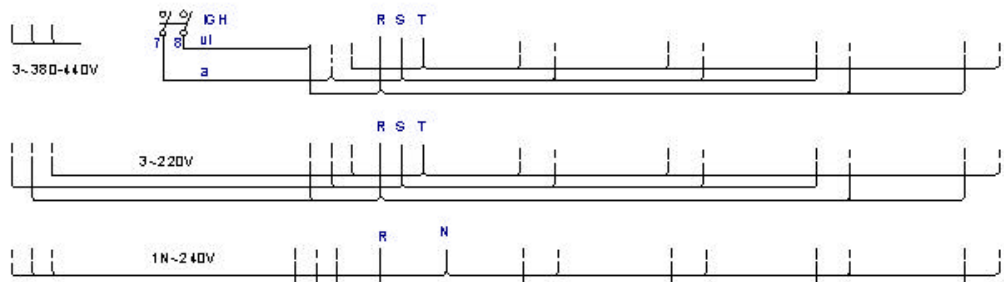 IGH
R S T
7 8 ul
3~380-440V
a
R S T
3~220V
R N
1N~240V